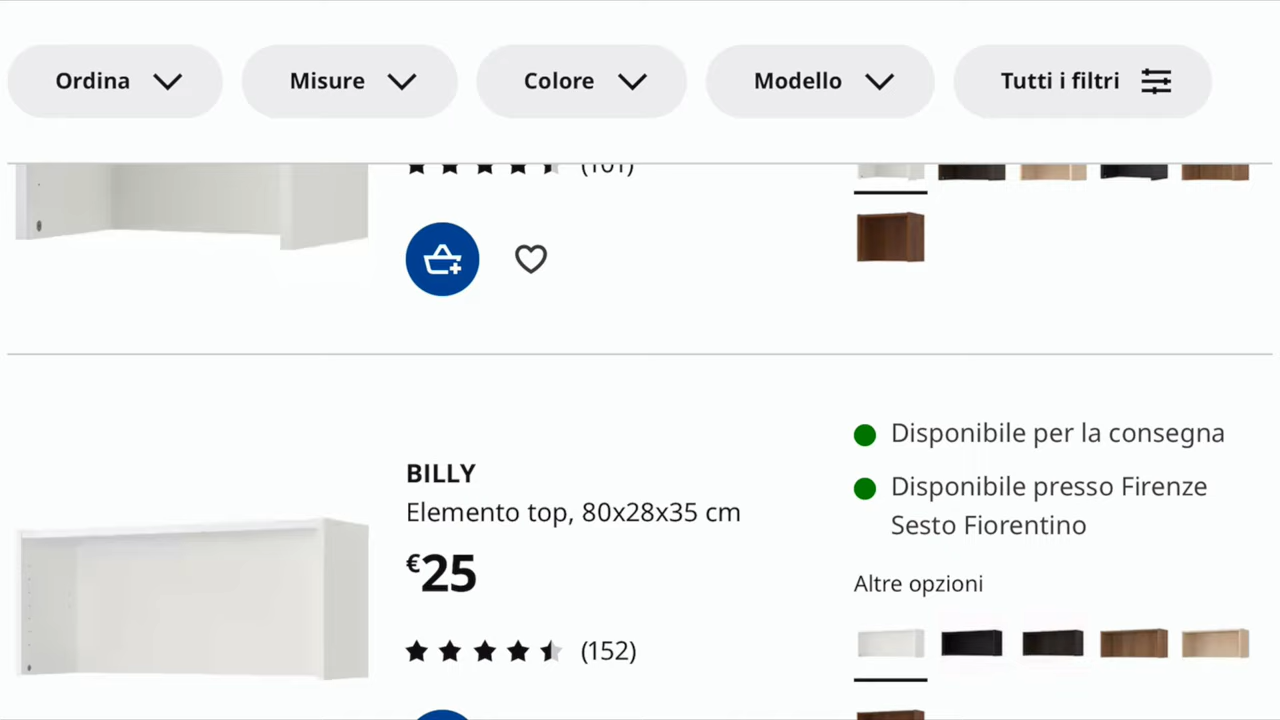 Ordina
Misure
Colore
Modello
Tutti i filtri
BILLY
Elemento top, 80x28x35 cm
€25
(152)
Disponibile per la consegna
Disponibile presso Firenze
Sesto Fiorentino
Altre opzioni